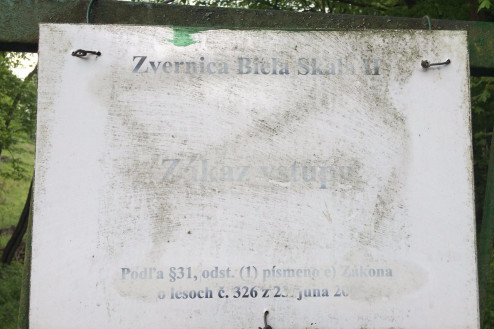 Zvernica Biela Skala II
Zákaz vstupu
Podľa §31, odst. (1) písmeno e) Zákona
o lesoch č. 326 z 23. júna